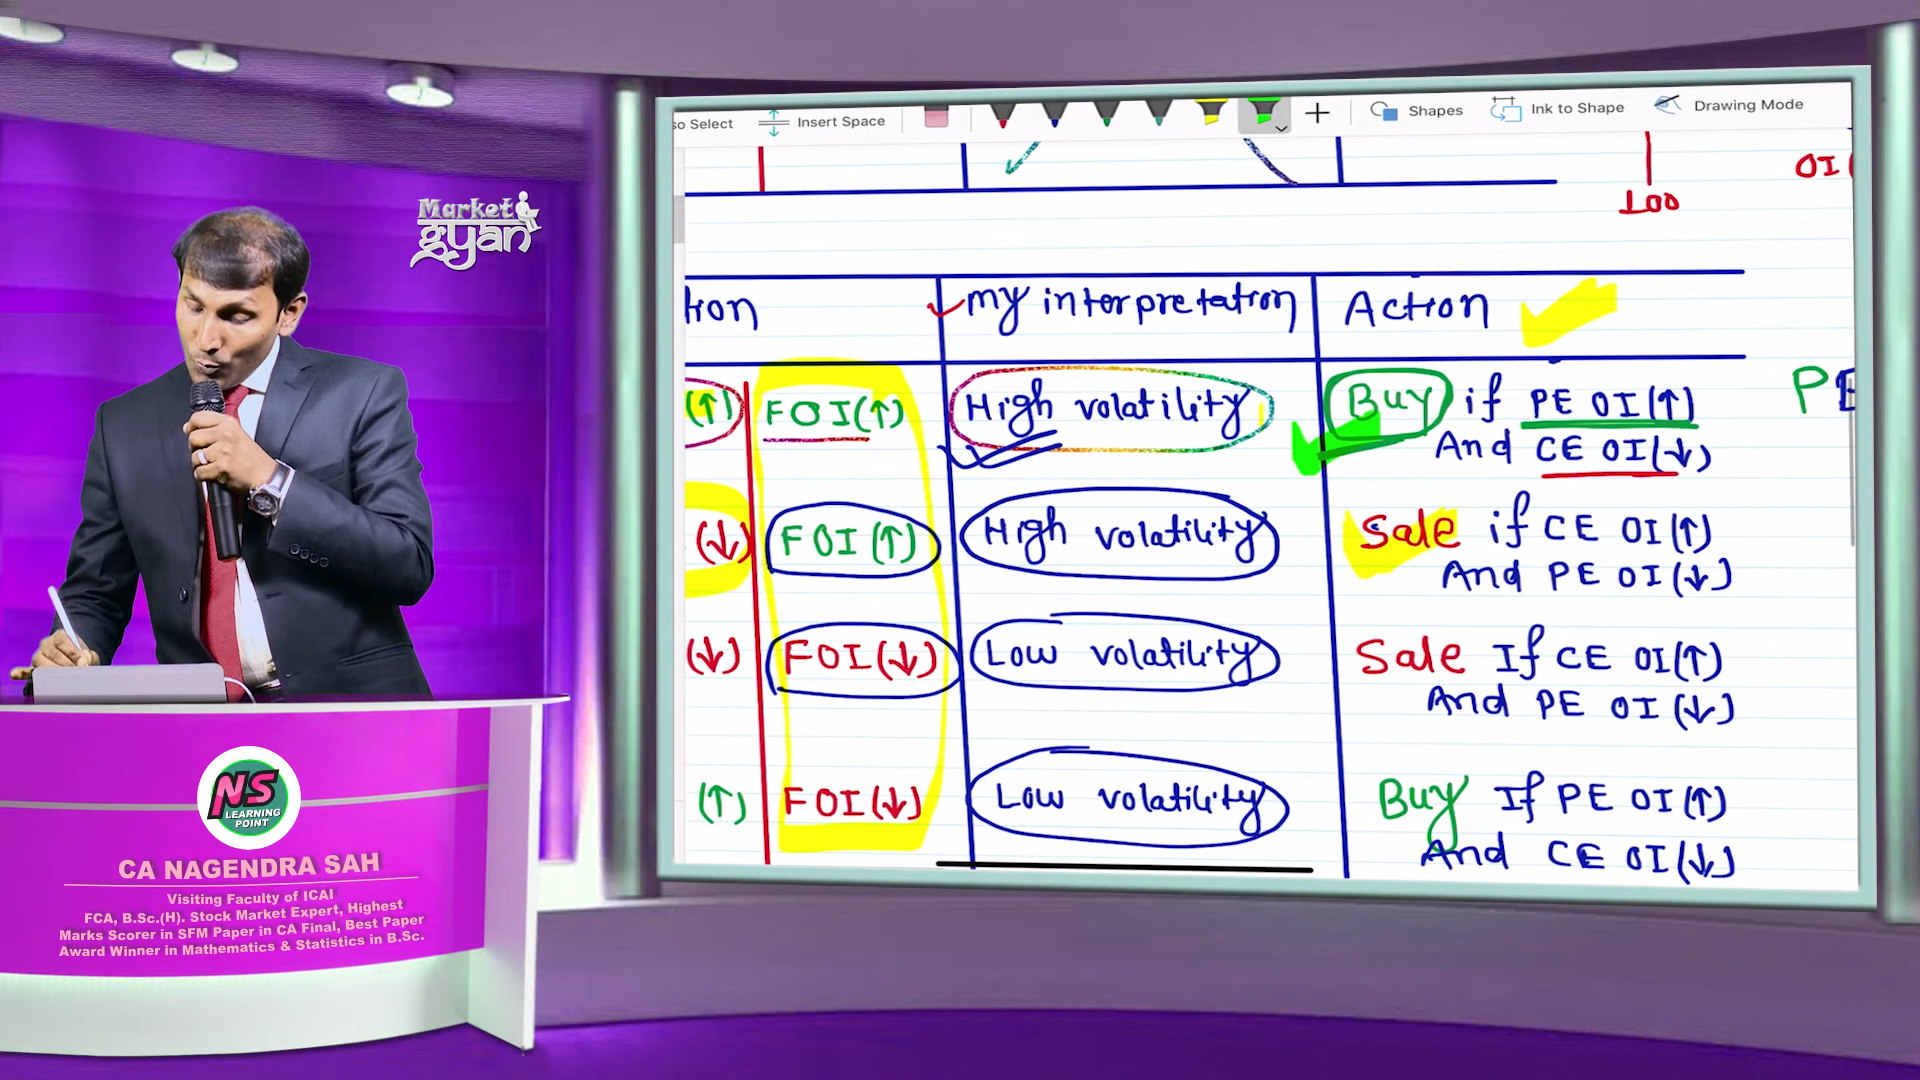 so Select
Insert Space
Shapes
Ink to Shape
Drawing Mode
100
OI(
my interpretation
Action
(↑)
FOI(↑)
High volatility
Buy if PE OI(↑)
And CE OI(↓)
PE
(↓)
FOI(↑)
High volatility
Sale if CE OI(↑)
And PE OI(↓)
(↓)
FOI(↓)
Low volatility
Sale If CE OI(↑)
And PE OI(↓)
(↑)
FOI(↓)
Low volatility
Buy If PE OI(↑)
And CE OI(↓)
Market
gyan
NS
LEARNING
POINT
CA NAGENDRA SAH
Visiting Faculty of ICAI
FCA, B.Sc.(H). Stock Market Expert, Highest
Marks Scorer in SFM Paper in CA Final, Best Paper
Award Winner in Mathematics & Statistics in B.Sc.